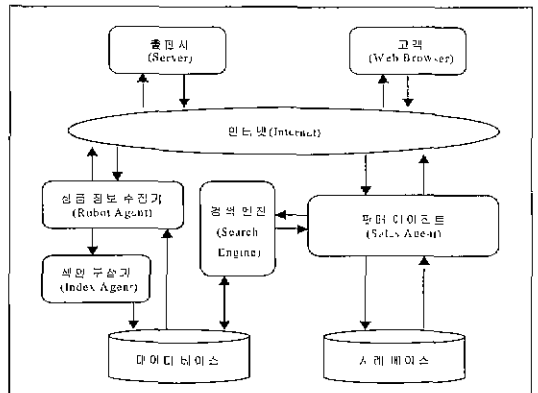 출판사
(Server)
고객
(Web Browser)
인터넷(Internet)
상품 정보 수집기
(Robot Agent)
검색 엔진
(Search
Engine)
판매 에이전트
(Sales Agent)
색인 구성기
(Index Agent)
데이터 베이스
사례 베이스